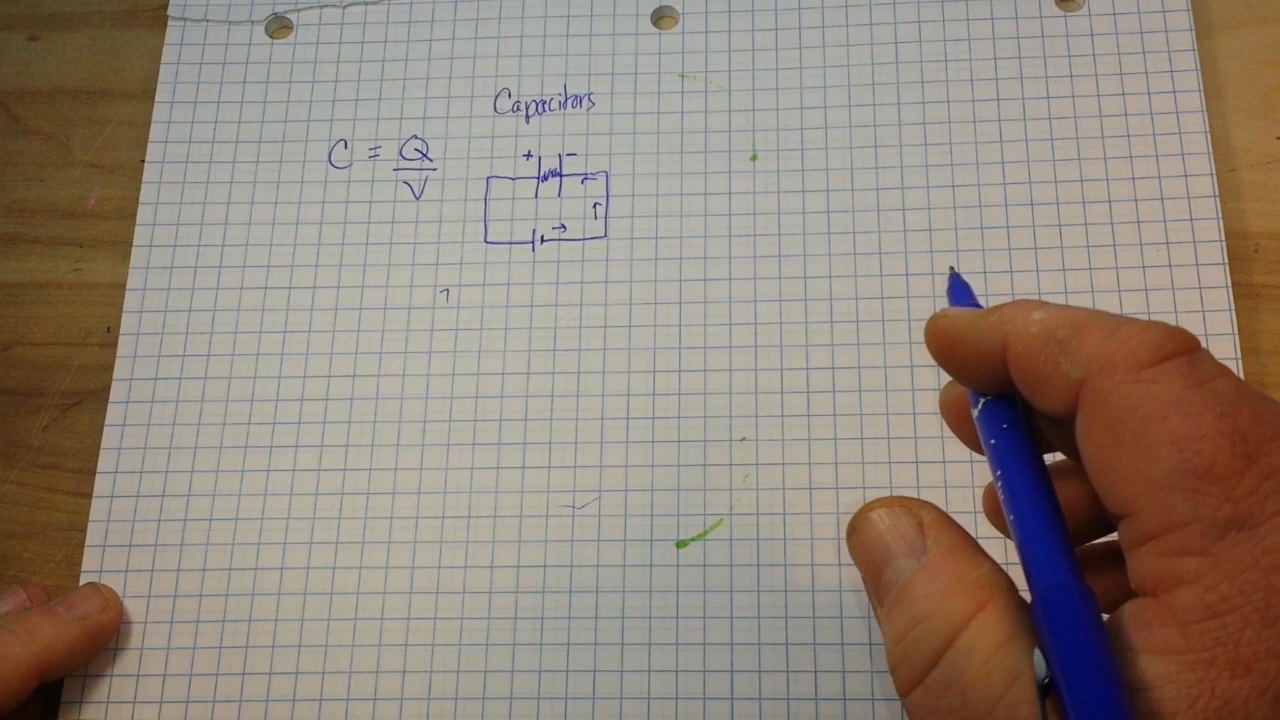 Capacitors
C = Q/V
+ −